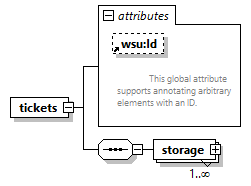 attributes
wsu:Id
This global attribute
supports annotating arbitrary
elements with an ID.
tickets
storage
1..∞